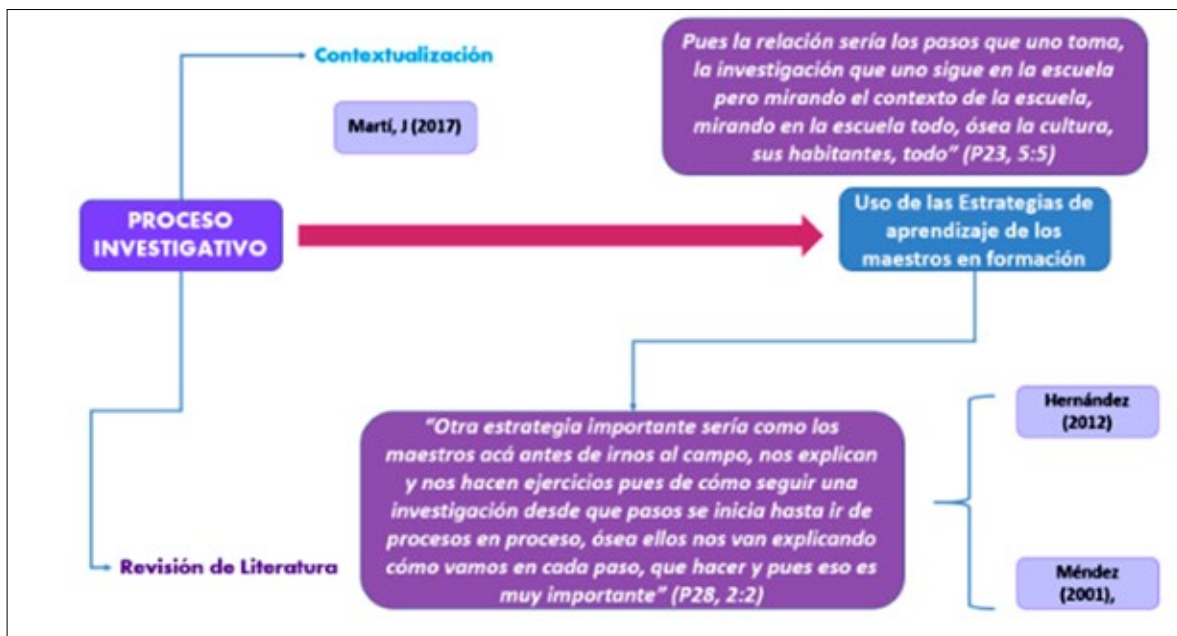 Contextualización
Martí, J (2017)
Pues la relación sería los pasos que uno toma,
la investigación que uno sigue en la escuela
pero mirando el contexto de la escuela,
mirando en la escuela todo, ósea la cultura,
sus habitantes, todo” (P23, 5:5)
PROCESO
INVESTIGATIVO
Uso de las Estrategias de
aprendizaje de los
maestros en formación
“Otra estrategia importante sería como los
maestros acá antes de irnos al campo, nos explican
y nos hacen ejercicios pues de cómo seguir una
investigación desde que pasos se inicia hasta ir de
procesos en proceso, ósea ellos nos van explicando
cómo vamos en cada paso, que hacer y pues eso es
muy importante” (P28, 2:2)
Hernández
(2012)
Méndez
(2001),
Revisión de Literatura